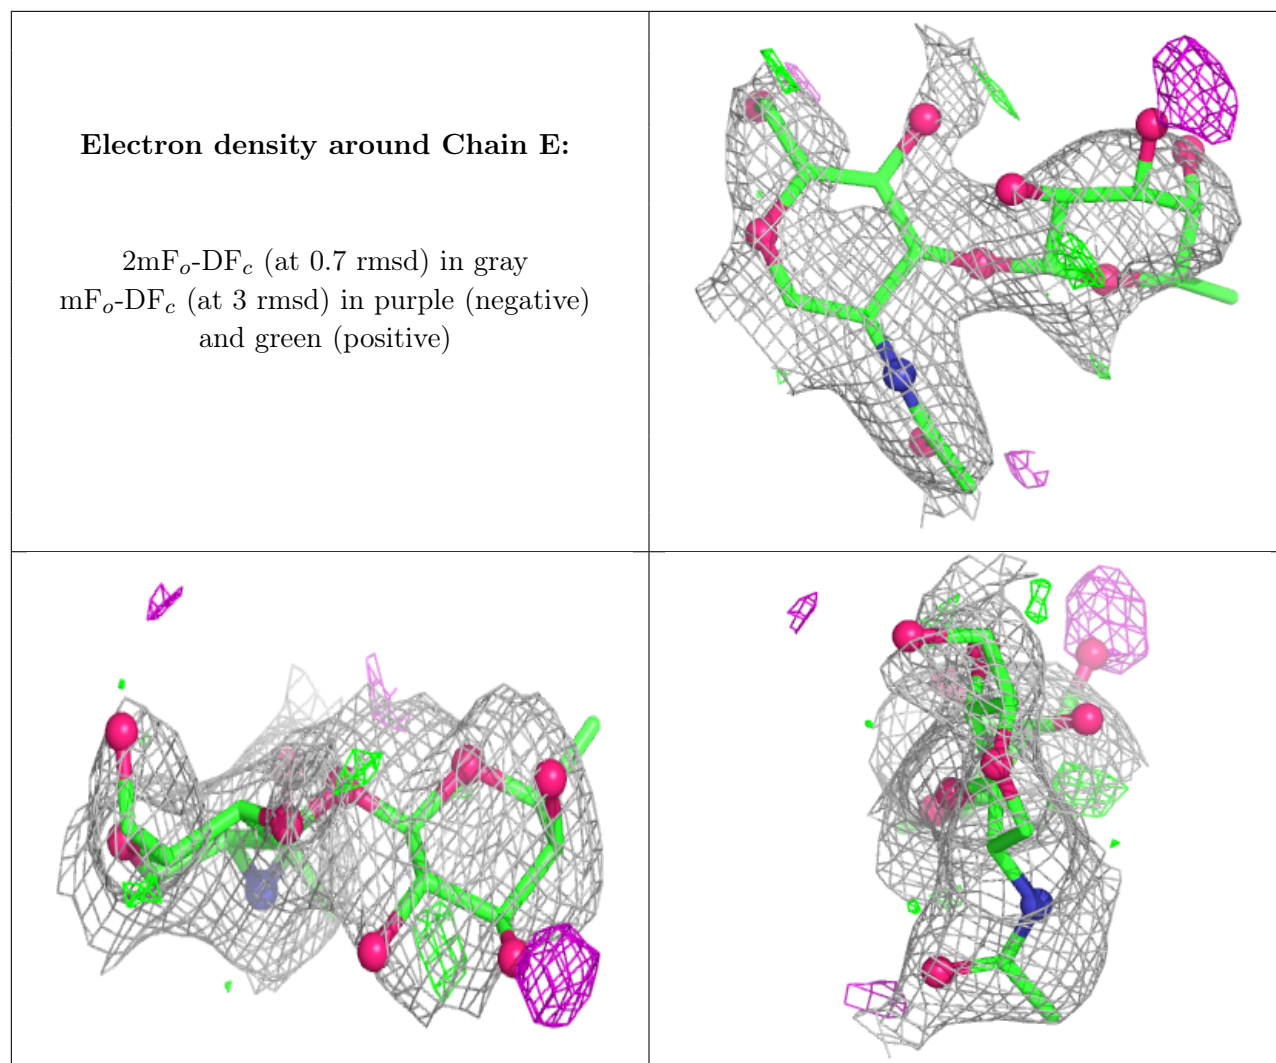 Electron density around Chain E:
2mFo-DFc (at 0.7 rmsd) in gray
mFo-DFc (at 3 rmsd) in purple (negative)
and green (positive)